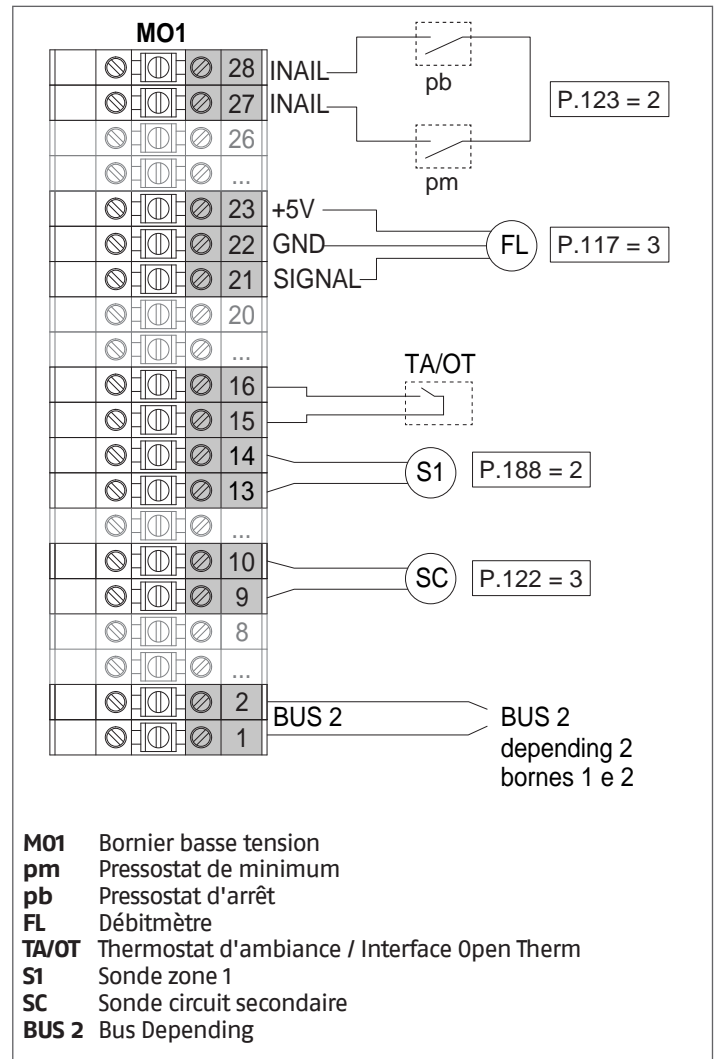 MO1
28 INAIL
pb
27 INAIL
P.123 = 2
26
...
pm
23 +5V
22 GND
FL
P.117 = 3
21 SIGNAL
20
...
TA/OT
16
15
14
S1
P.188 = 2
13
...
10
SC
P.122 = 3
9
8
...
2
BUS 2
BUS 2
1
depending 2
bornes 1 e 2
M01 Bornier basse tension
pm Pressostat de minimum
pb Pressostat d'arrêt
FL Débitmètre
TA/OT Thermostat d'ambiance / Interface Open Therm
S1 Sonde zone 1
SC Sonde circuit secondaire
BUS 2 Bus Depending